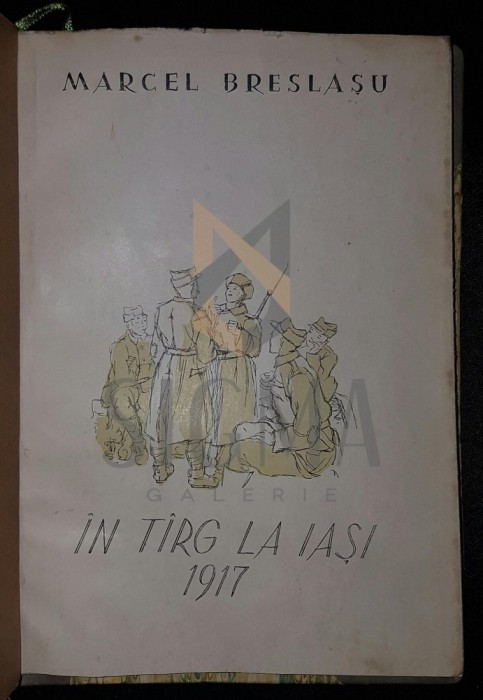 MARCEL BRESLAȘU
SIGMA
GALERIE
ÎN TÎRG LA IAȘI
1917